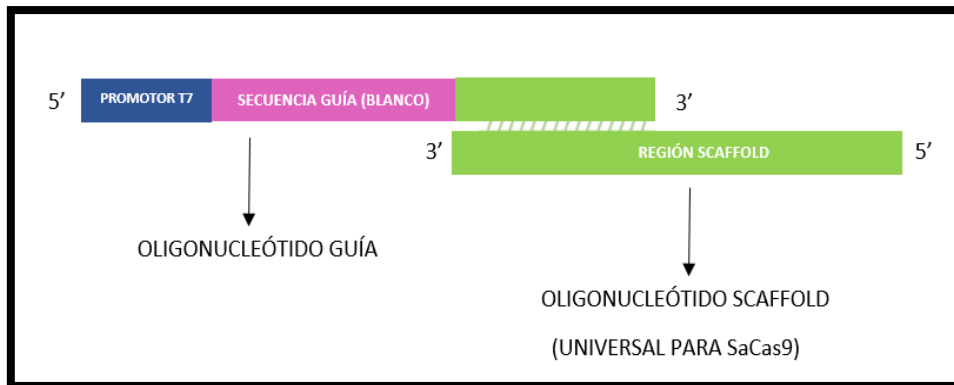 5’ PROMOTOR T7 SECUENCIA GUÍA (BLANCO) 3’
3’ REGIÓN SCAFFOLD 5’
OLIGONUCLEÓTIDO GUÍA
OLIGONUCLEÓTIDO SCAFFOLD
(UNIVERSAL PARA SaCas9)